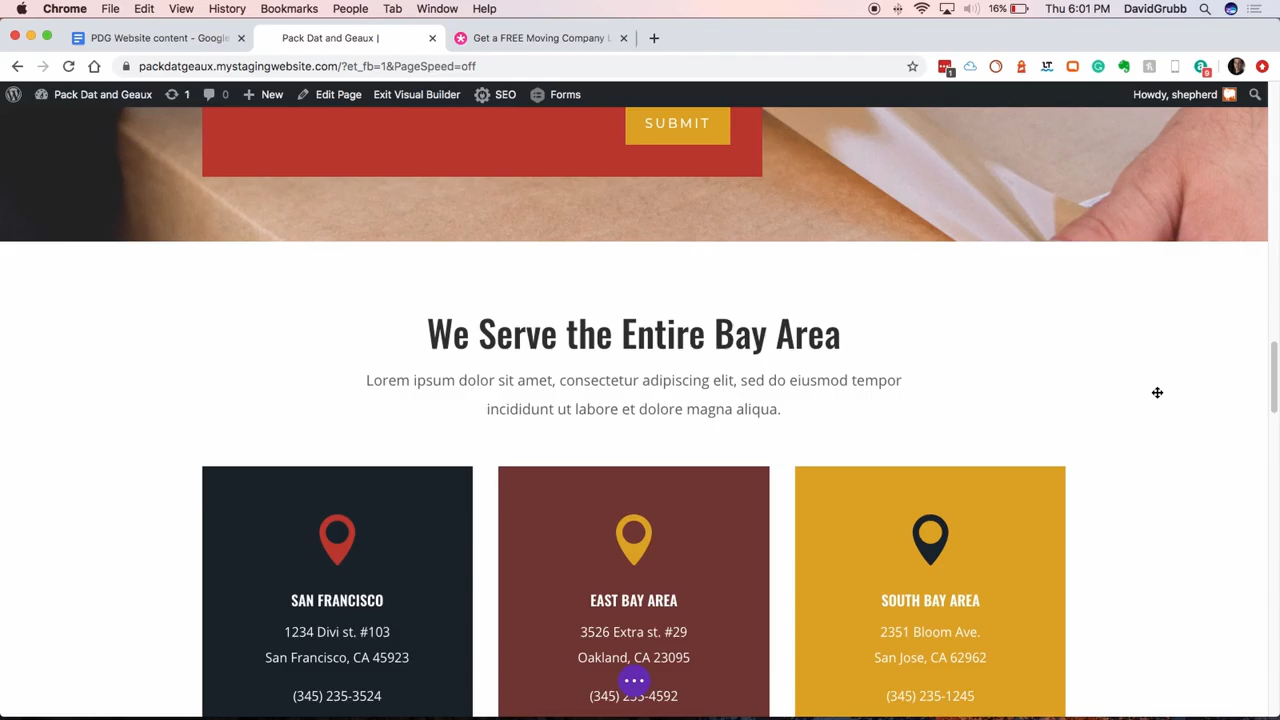 Chrome File Edit View History Bookmarks People Tab Window Help 16% Thu 6:01 PM DavidGrubb
PDG Website content - Google
Pack Dat and Geaux |
Get a FREE Moving Company L
packdatgeaux.mystagingwebsite.com/?et_fb=1&PageSpeed=off
Pack Dat and Geaux 1 0 New Edit Page Exit Visual Builder SEO Forms Howdy, shepherd
SUBMIT
We Serve the Entire Bay Area
Lorem ipsum dolor sit amet, consectetur adipiscing elit, sed do eiusmod tempor
incididunt ut labore et dolore magna aliqua.
SAN FRANCISCO
1234 Divi st. #103
San Francisco, CA 45923
(345) 235-3524
EAST BAY AREA
3526 Extra st. #29
Oakland, CA 23095
(345) 235-4592
SOUTH BAY AREA
2351 Bloom Ave.
San Jose, CA 62962
(345) 235-1245